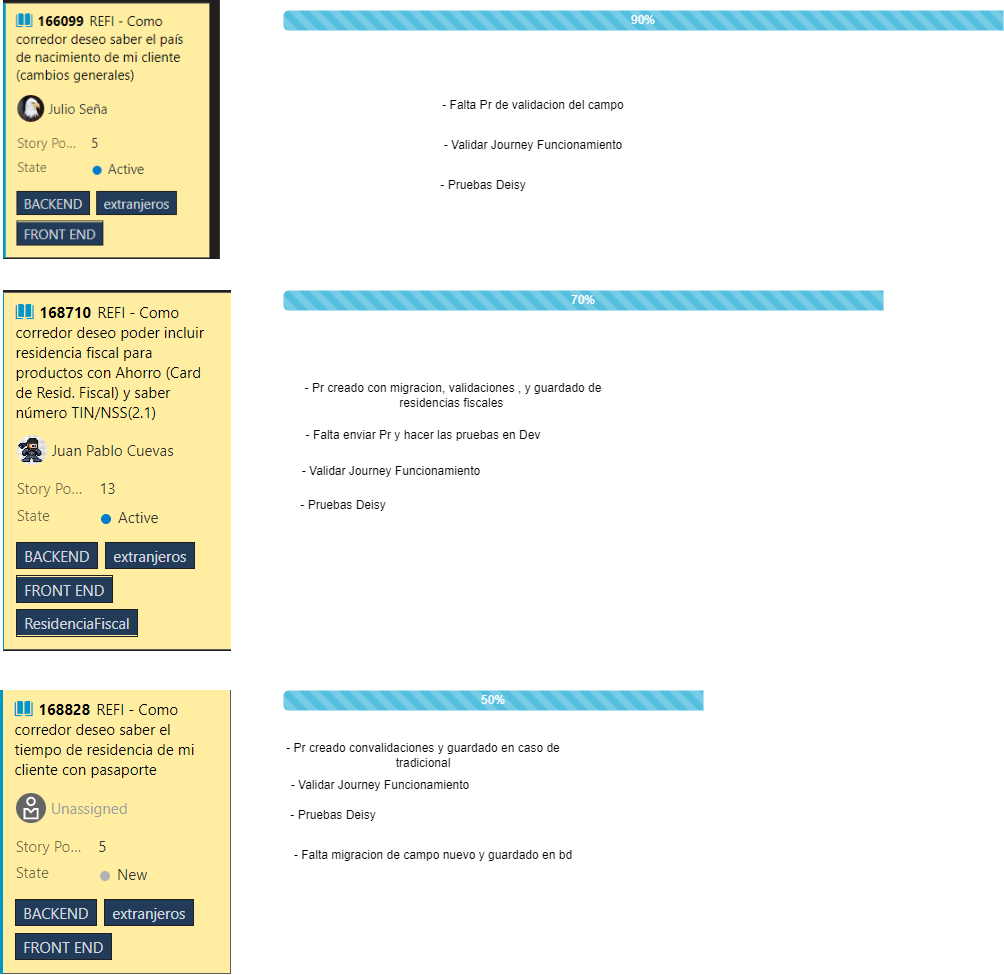 166099 REFI - Como
corredor deseo saber el país
de nacimiento de mi cliente
(cambios generales)
Julio Seña
Story Po... 5
State Active
BACKEND extranjeros
FRONT END
90%
- Falta Pr de validacion del campo
- Validar Journey Funcionamiento
- Pruebas Deisy
168710 REFI - Como
corredor deseo poder incluir
residencia fiscal para
productos con Ahorro (Card
de Resid. Fiscal) y saber
número TIN/NSS(2.1)
Juan Pablo Cuevas
Story Po... 13
State Active
BACKEND extranjeros
FRONT END
ResidenciaFiscal
70%
- Pr creado con migracion, validaciones , y guardado de
residencias fiscales
- Falta enviar Pr y hacer las pruebas en Dev
- Validar Journey Funcionamiento
- Pruebas Deisy
168828 REFI - Como
corredor deseo saber el
tiempo de residencia de mi
cliente con pasaporte
Unassigned
Story Po... 5
State New
BACKEND extranjeros
FRONT END
50%
- Pr creado convalidaciones y guardado en caso de
tradicional
- Validar Journey Funcionamiento
- Pruebas Deisy
- Falta migracion de campo nuevo y guardado en bd